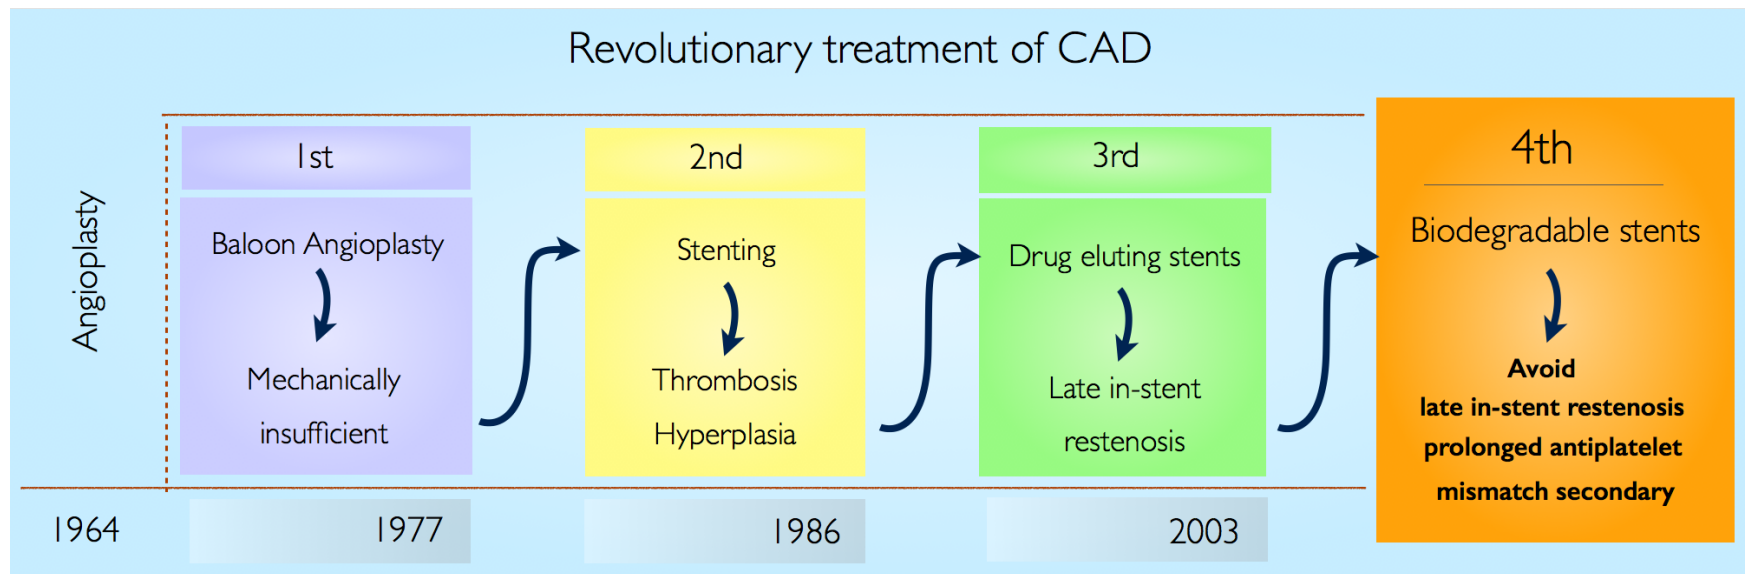 Revolutionary treatment of CAD
Angioplasty
1964
1st
Baloon Angioplasty
Mechanically
insufficient
1977
2nd
Stenting
Thrombosis
Hyperplasia
1986
3rd
Drug eluting stents
Late in-stent
restenosis
2003
4th
Biodegradable stents
Avoid
late in-stent restenosis
prolonged antiplatelet
mismatch secondary